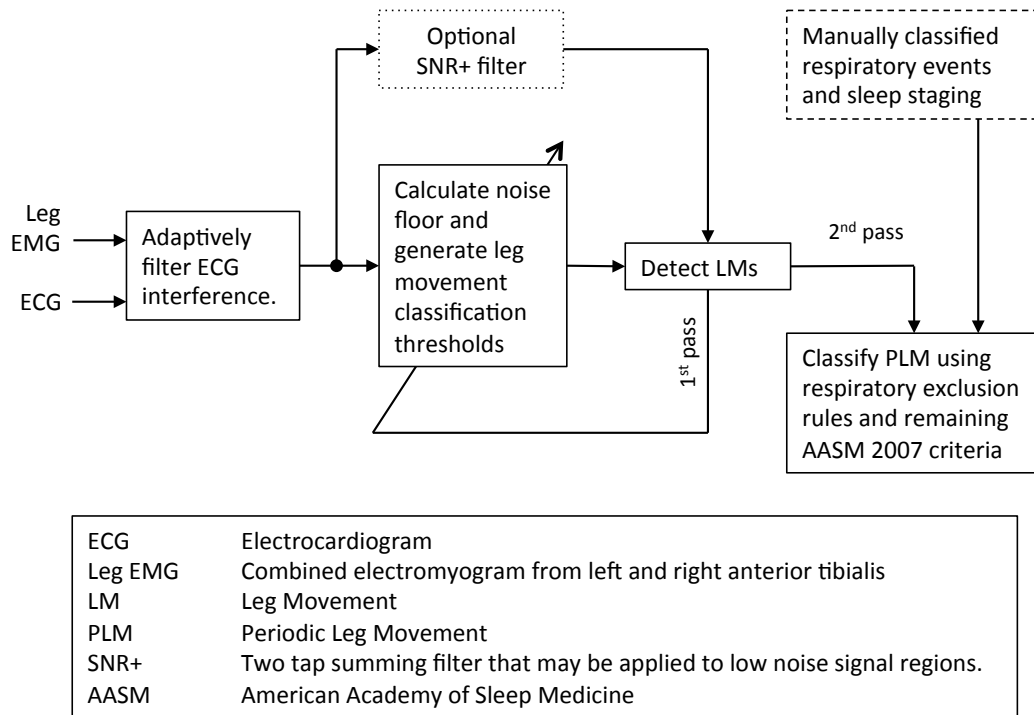 Optional
SNR+ filter
Manually classified
respiratory events
and sleep staging
Leg
EMG
ECG
Adaptively
filter ECG
interference.
Calculate noise
floor and
generate leg
movement
classification
thresholds
Detect LMs
1st pass
2nd pass
Classify PLM using
respiratory exclusion
rules and remaining
AASM 2007 criteria
ECG Electrocardiogram
Leg EMG Combined electromyogram from left and right anterior tibialis
LM Leg Movement
PLM Periodic Leg Movement
SNR+ Two tap summing filter that may be applied to low noise signal regions.
AASM American Academy of Sleep Medicine